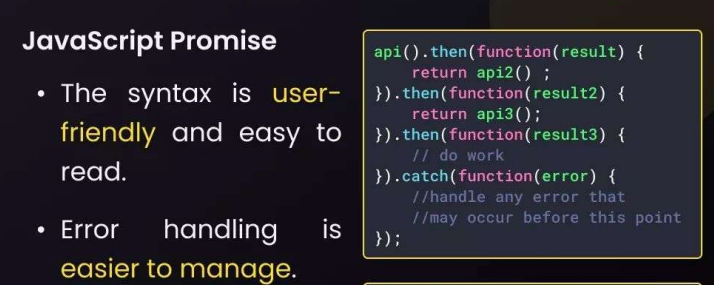 JavaScript Promise
• The syntax is user-
friendly and easy to
read.
• Error handling is
easier to manage.
api().then(function(result) {
    return api2() ;
}).then(function(result2) {
    return api3();
}).then(function(result3) {
    // do work
}).catch(function(error) {
    //handle any error that
    //may occur before this point
});